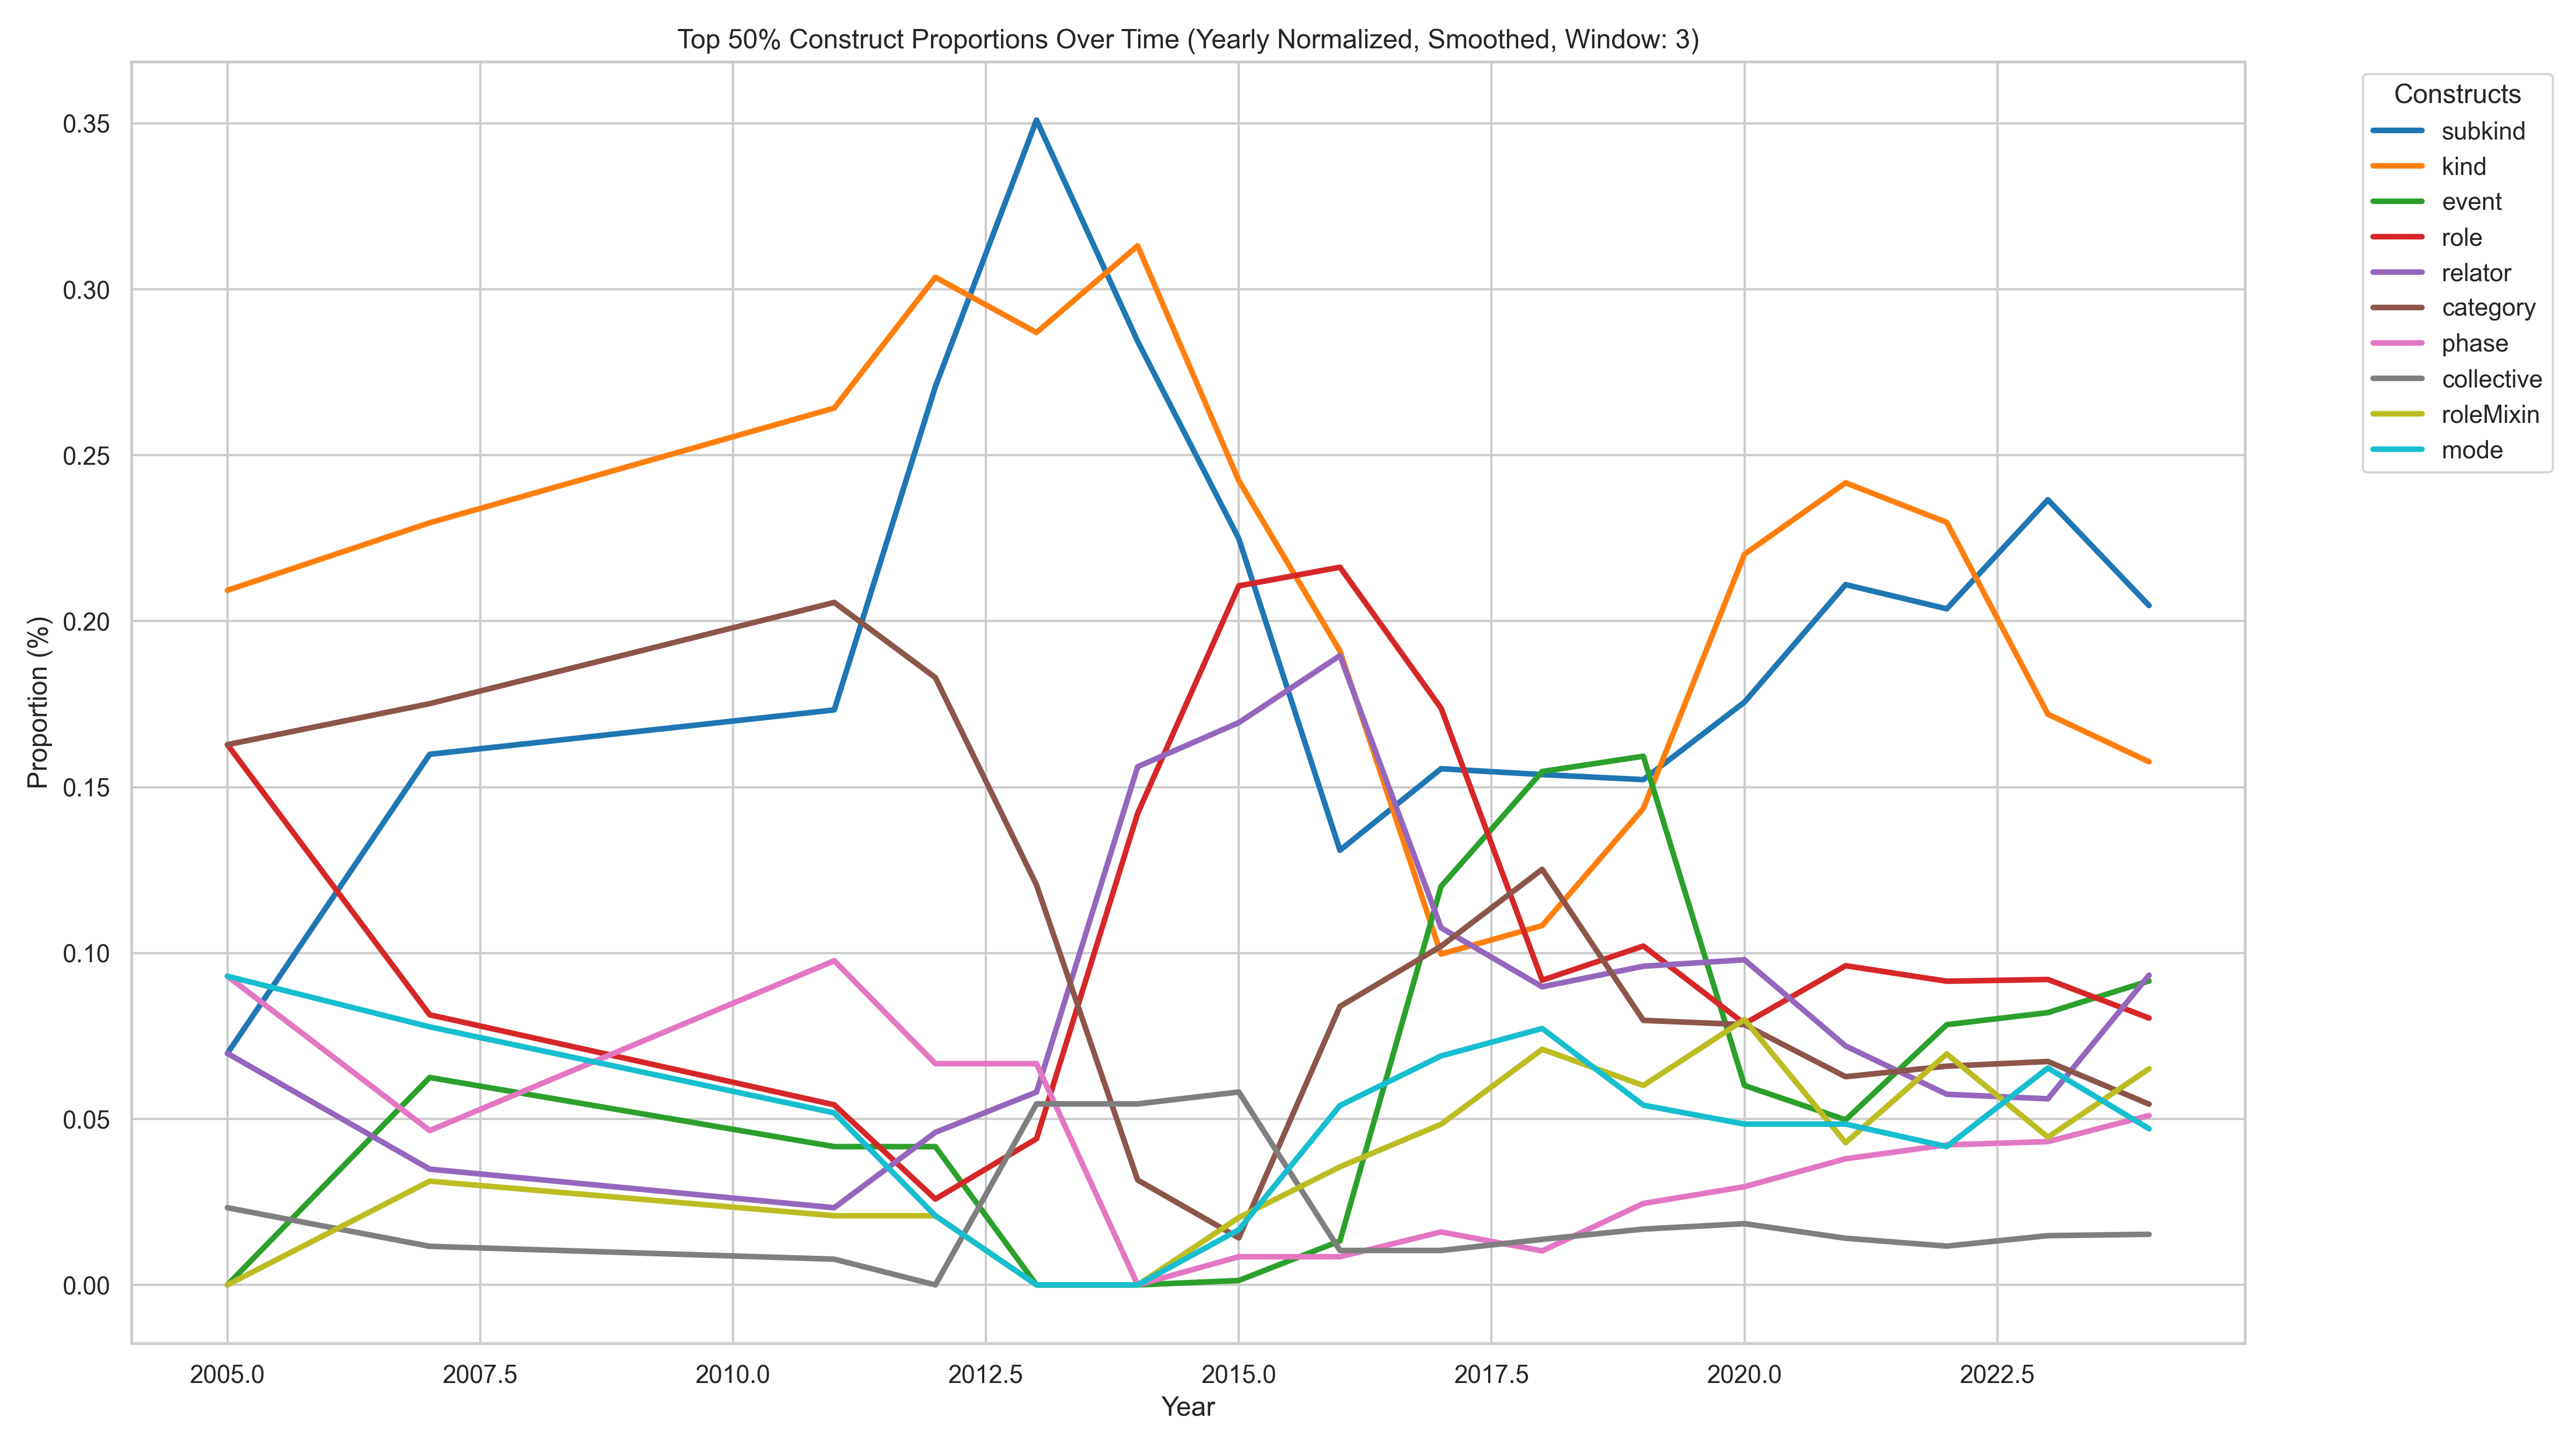 Top 50% Construct Proportions Over Time (Yearly Normalized, Smoothed, Window: 3)
Proportion (%)
0.35
0.30
0.25
0.20
0.15
0.10
0.05
0.00
2005.0
2007.5
2010.0
2012.5
2015.0
2017.5
2020.0
2022.5
Year
Constructs
subkind
kind
event
role
relator
category
phase
collective
roleMixin
mode